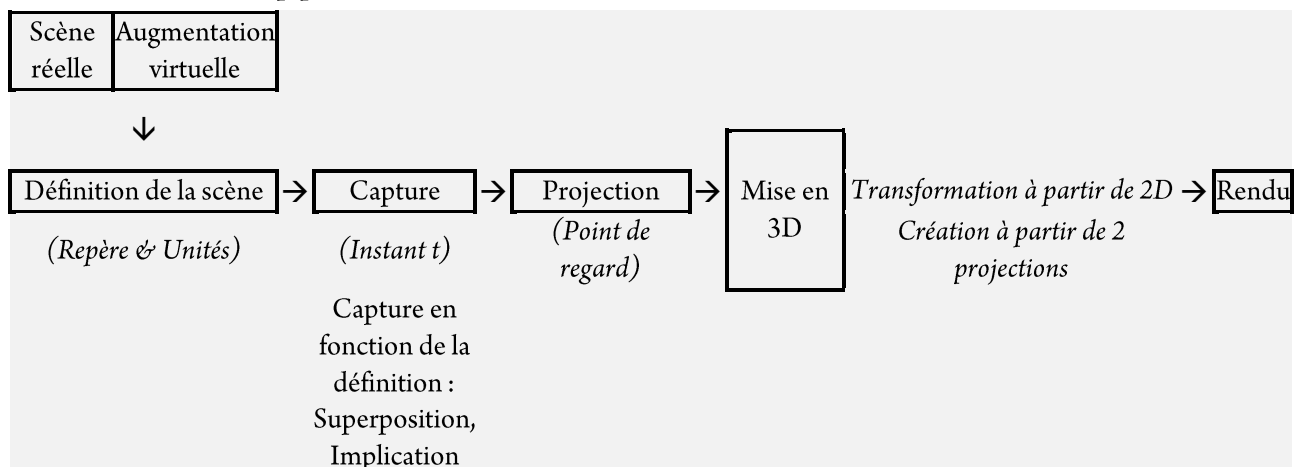 Scène Augmentation
réelle virtuelle
↓
Définition de la scène → Capture → Projection → Mise en 3D Transformation à partir de 2D → Rendu
(Repère & Unités) (Instant t) (Point de regard) Création à partir de 2 projections
Capture en
fonction de la
définition :
Superposition,
Implication